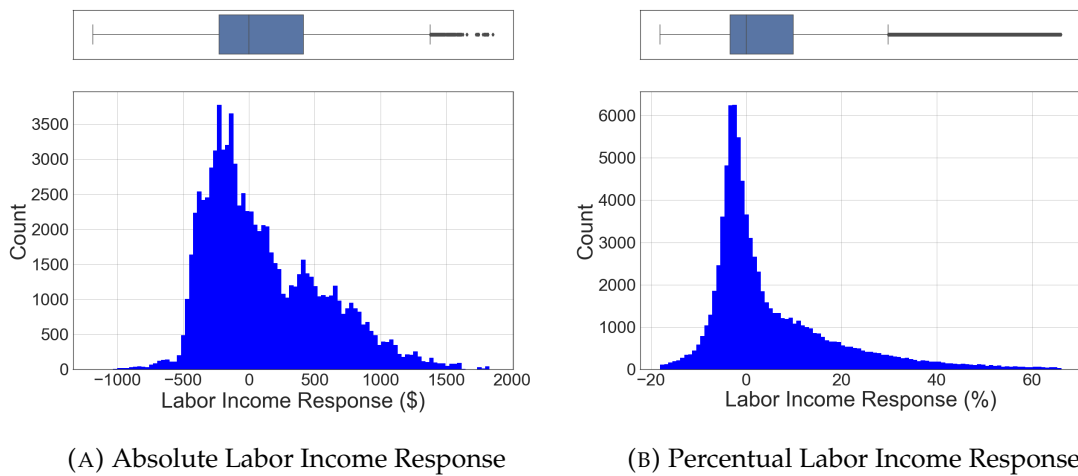 3500
3000
2500
2000
1500
1000
500
0
Count
−1000 −500 0 500 1000 1500 2000
Labor Income Response ($)
(A) Absolute Labor Income Response
6000
5000
4000
3000
2000
1000
0
Count
−20 0 20 40 60
Labor Income Response (%)
(B) Percentual Labor Income Response